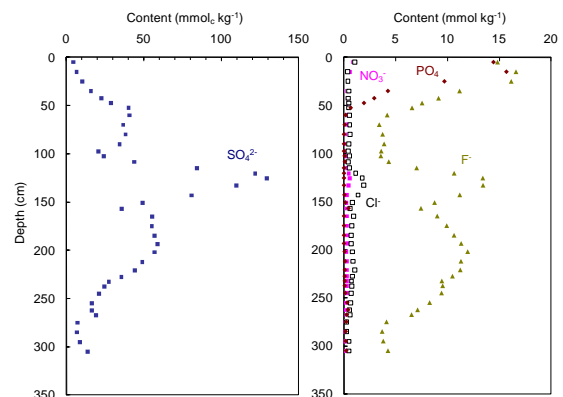 Content (mmol_c kg⁻¹)
0 50 100 150
Depth (cm)
0
50
100
150
200
250
300
350
SO₄²⁻
Content (mmol kg⁻¹)
0 5 10 15 20
0
50
100
150
200
250
300
350
NO₃⁻
PO₄
F⁻
Cl⁻